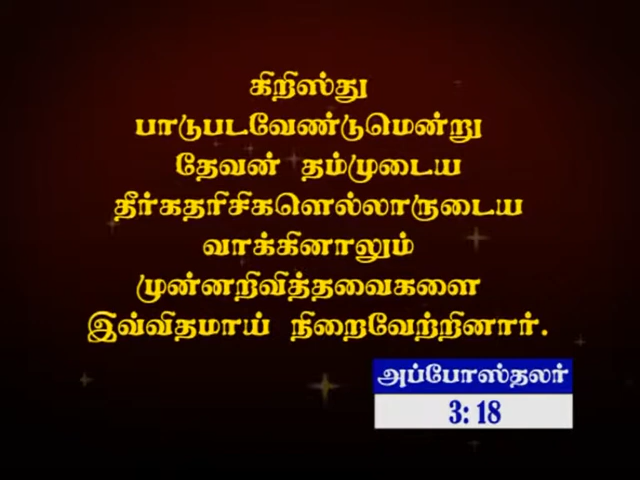 கிறிஸ்து
பாடுபடவேண்டுமென்று
தேவன் தம்முடைய
தீர்கதரிசிகளெல்லாருடைய
வாக்கினாலும்
முன்னறிவித்தவைகளை
இவ்விதமாய் நிறைவேற்றினார்.
அப்போஸ்தலர்
3: 18